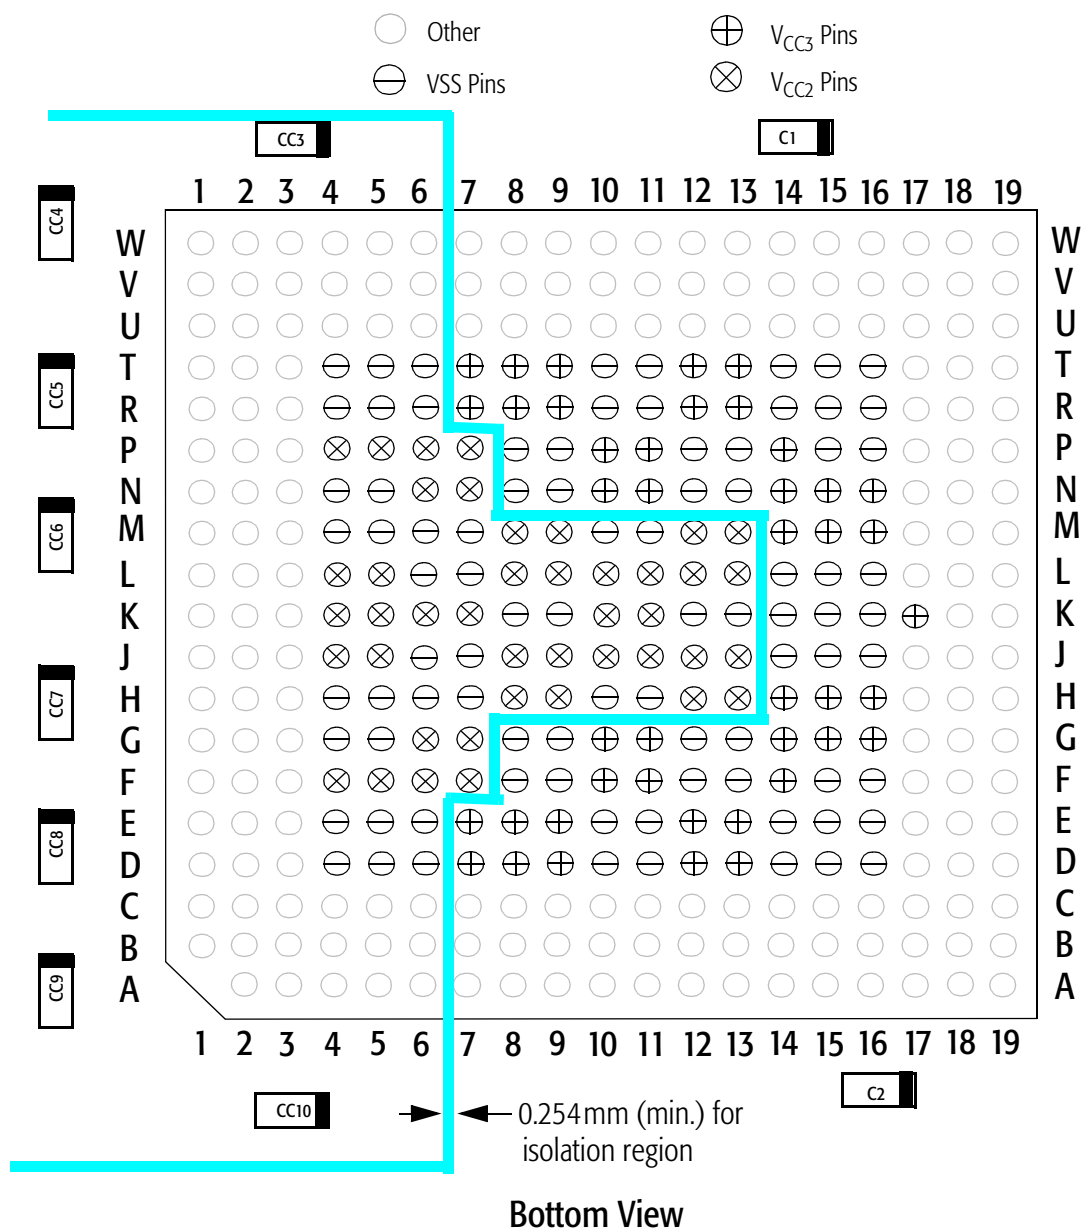 Other
V_CC3 Pins
VSS Pins
V_CC2 Pins
CC3
C1
1 2 3 4 5 6 7 8 9 10 11 12 13 14 15 16 17 18 19
CC4
W W
V V
U U
T T
CC5
R R
P P
N N
CC6
M M
L L
K K
J J
CC7
H H
G G
F F
CC8
E E
D D
C C
B B
CC9
A A
1 2 3 4 5 6 7 8 9 10 11 12 13 14 15 16 17 18 19
C2
CC10
0.254mm (min.) for
isolation region
Bottom View